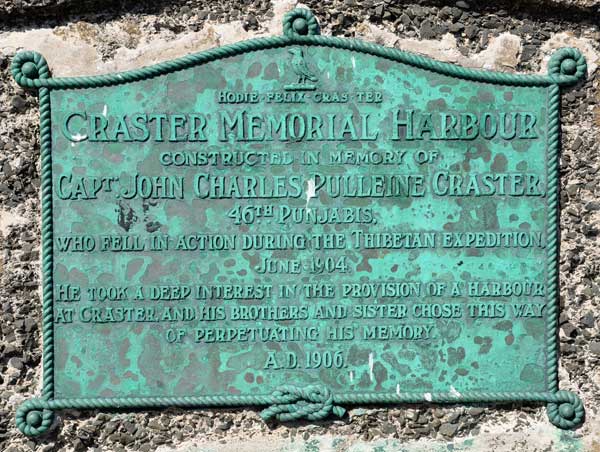 HODIE·FELIX·CRAS·TER
CRASTER MEMORIAL HARBOUR
CONSTRUCTED IN MEMORY OF
CAPT. JOHN CHARLES PULLEINE CRASTER,
46TH PUNJABIS,
WHO FELL IN ACTION DURING THE THIBETAN EXPEDITION,
JUNE 1904.
HE TOOK A DEEP INTEREST IN THE PROVISION OF A HARBOUR
AT CRASTER, AND HIS BROTHERS AND SISTER CHOSE THIS WAY
OF PERPETUATING HIS MEMORY.
A.D. 1906.